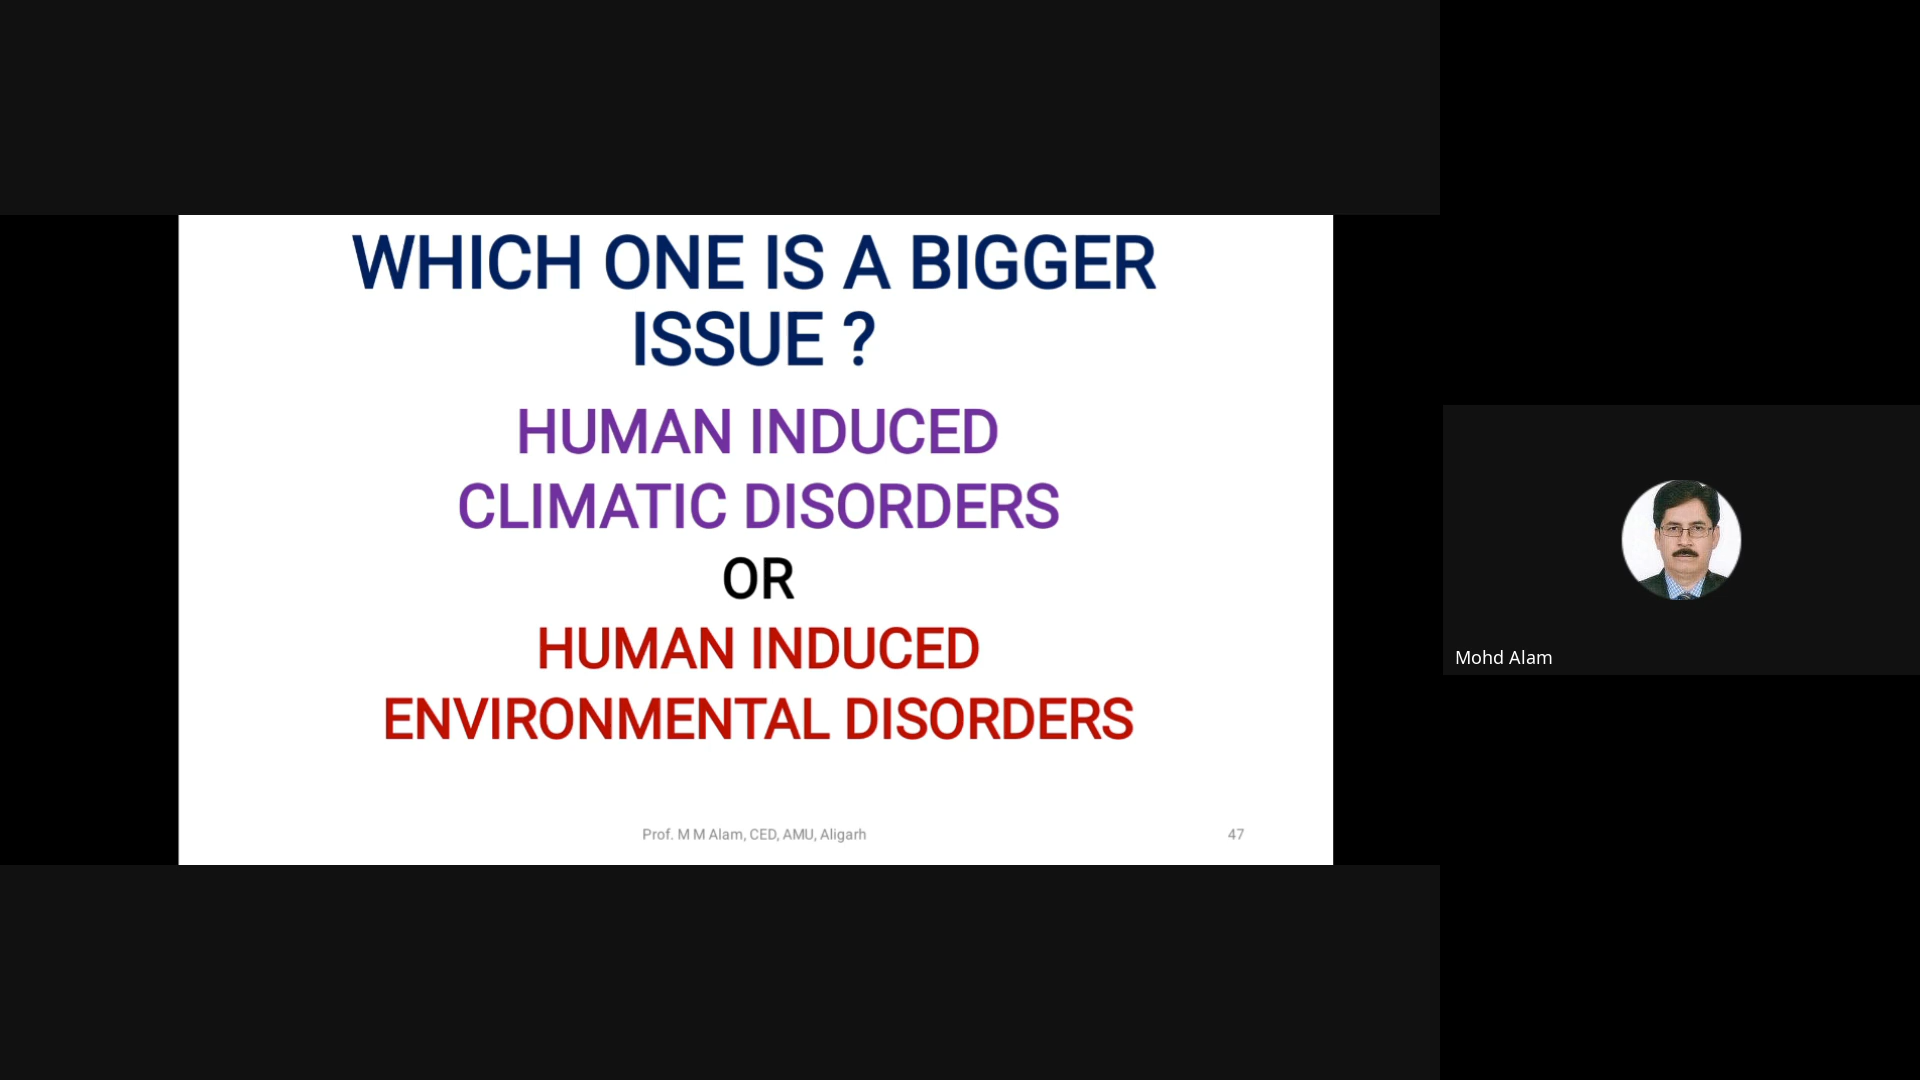 WHICH ONE IS A BIGGER
ISSUE ?
HUMAN INDUCED
CLIMATIC DISORDERS
OR
HUMAN INDUCED
ENVIRONMENTAL DISORDERS
Prof. M M Alam, CED, AMU, Aligarh
47
Mohd Alam